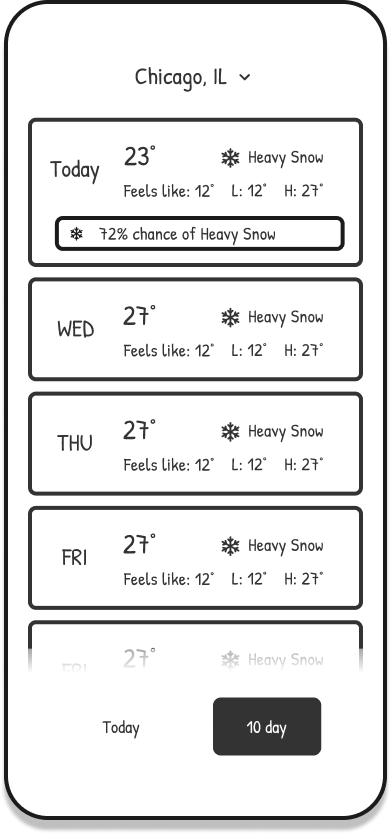 Chicago, IL
Today
23°
Heavy Snow
Feels like: 12° L: 12° H: 27°
72% chance of Heavy Snow
WED
27°
Heavy Snow
Feels like: 12° L: 12° H: 27°
THU
27°
Heavy Snow
Feels like: 12° L: 12° H: 27°
FRI
27°
Heavy Snow
Feels like: 12° L: 12° H: 27°
FRI
27°
Heavy Snow
Today
10 day